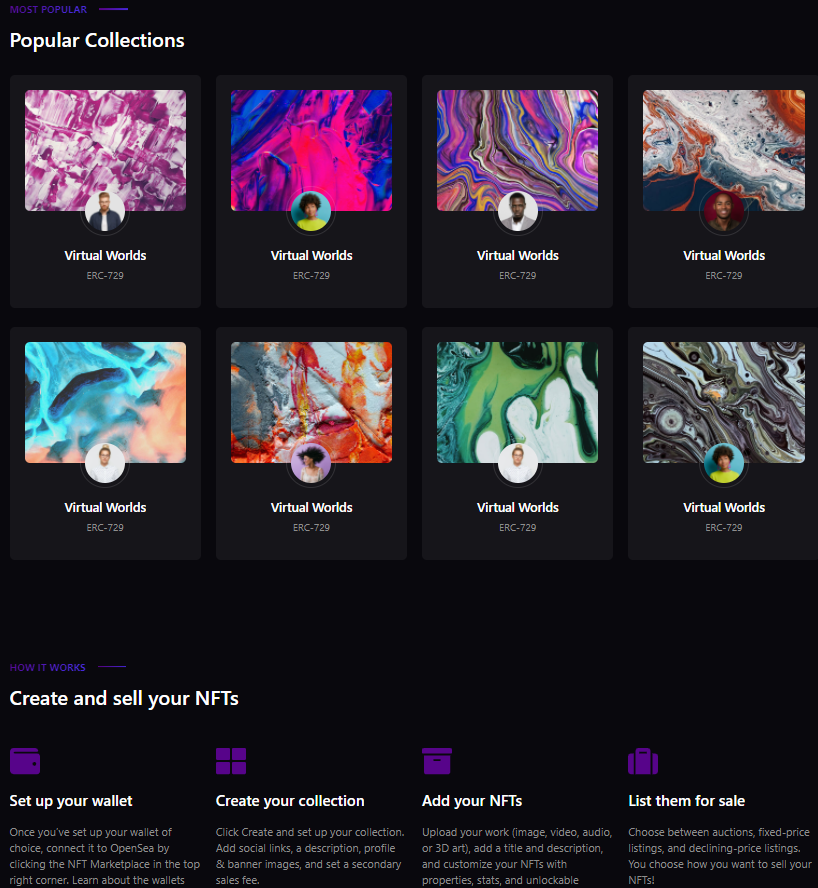 MOST POPULAR
Popular Collections
Virtual Worlds
ERC-729
Virtual Worlds
ERC-729
Virtual Worlds
ERC-729
Virtual Worlds
ERC-729
Virtual Worlds
ERC-729
Virtual Worlds
ERC-729
Virtual Worlds
ERC-729
Virtual Worlds
ERC-729
HOW IT WORKS
Create and sell your NFTs
Set up your wallet
Once you've set up your wallet of
choice, connect it to OpenSea by
clicking the NFT Marketplace in the top
right corner. Learn about the wallets
Create your collection
Click Create and set up your collection.
Add social links, a description, profile
& banner images, and set a secondary
sales fee.
Add your NFTs
Upload your work (image, video, audio,
or 3D art), add a title and description,
and customize your NFTs with
properties, stats, and unlockable
List them for sale
Choose between auctions, fixed-price
listings, and declining-price listings.
You choose how you want to sell your
NFTs!